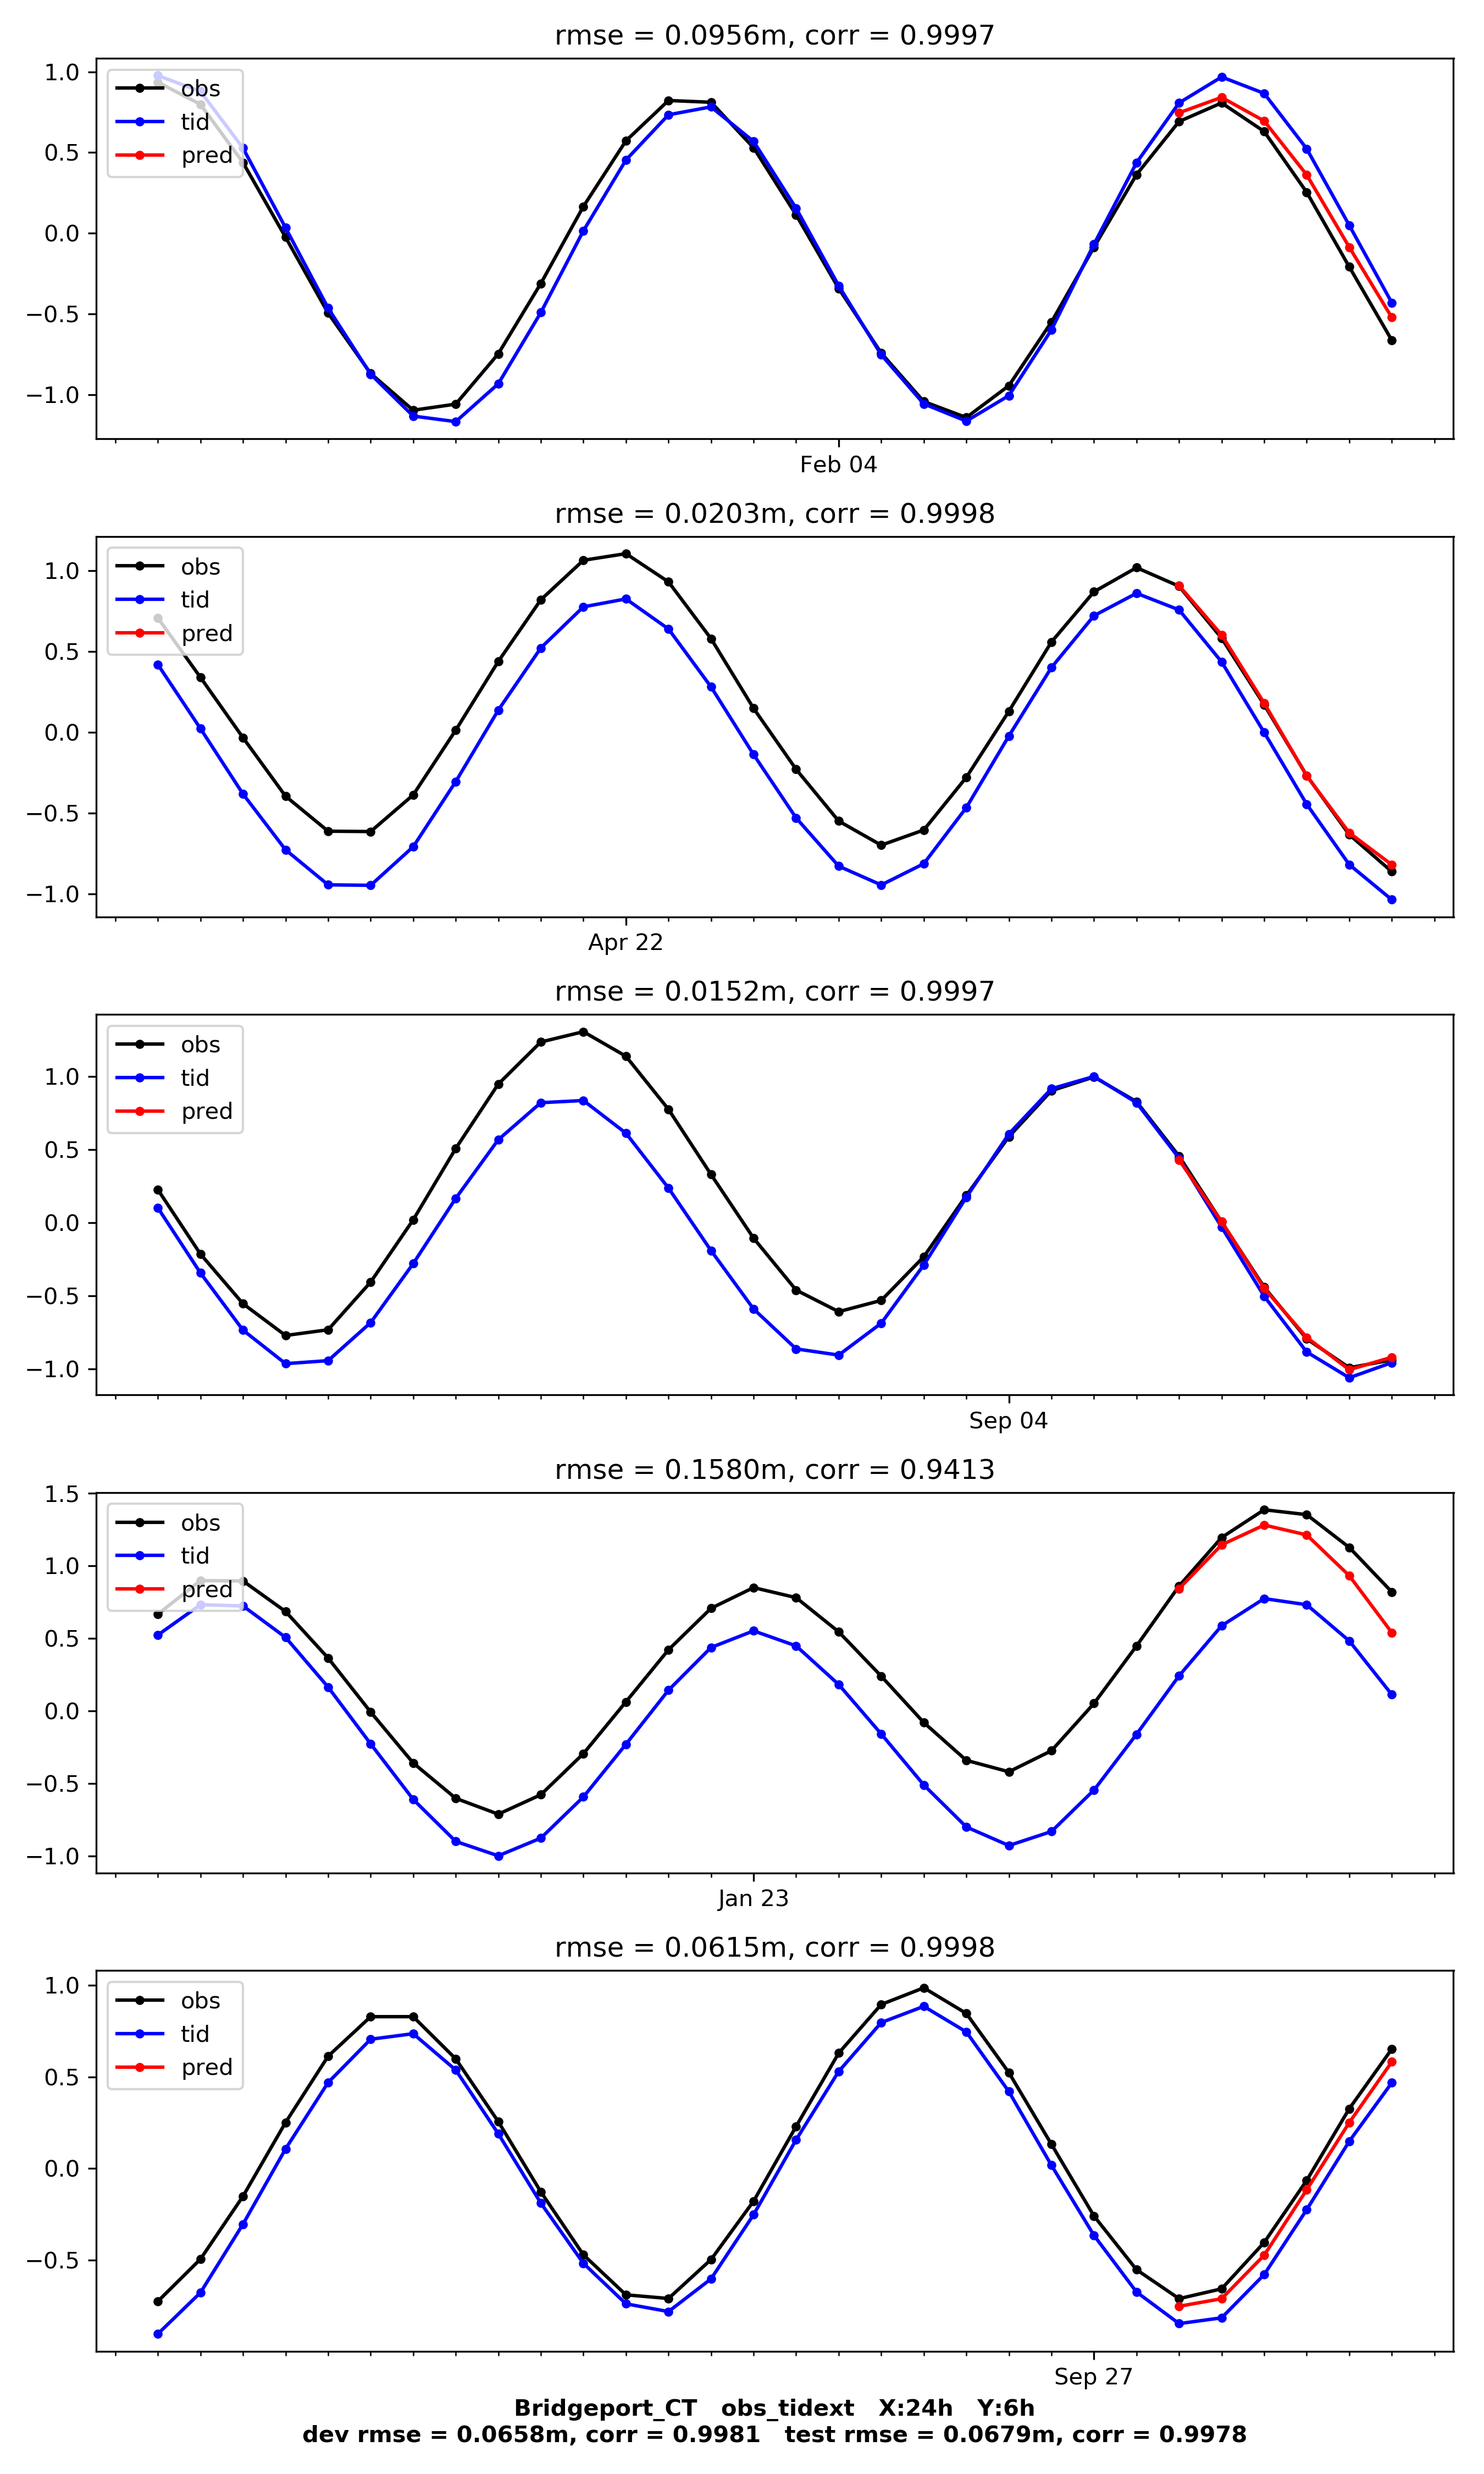 rmse = 0.0956m, corr = 0.9997
1.0
0.5
0.0
−0.5
−1.0
obs
tid
pred
Feb 04
rmse = 0.0203m, corr = 0.9998
1.0
0.5
0.0
−0.5
−1.0
obs
tid
pred
Apr 22
rmse = 0.0152m, corr = 0.9997
1.0
0.5
0.0
−0.5
−1.0
obs
tid
pred
Sep 04
rmse = 0.1580m, corr = 0.9413
1.5
1.0
0.5
0.0
−0.5
−1.0
obs
tid
pred
Jan 23
rmse = 0.0615m, corr = 0.9998
1.0
0.5
0.0
−0.5
obs
tid
pred
Sep 27
Bridgeport_CT obs_tidext X:24h Y:6h
dev rmse = 0.0658m, corr = 0.9981 test rmse = 0.0679m, corr = 0.9978